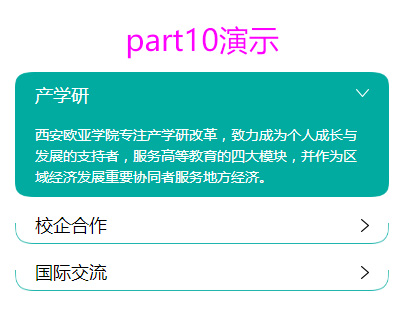 part10演示
产学研
西安欧亚学院专注产学研改革，致力成为个人成长与
发展的支持者，服务高等教育的四大模块，并作为区
域经济发展重要协同者服务地方经济。
校企合作
国际交流